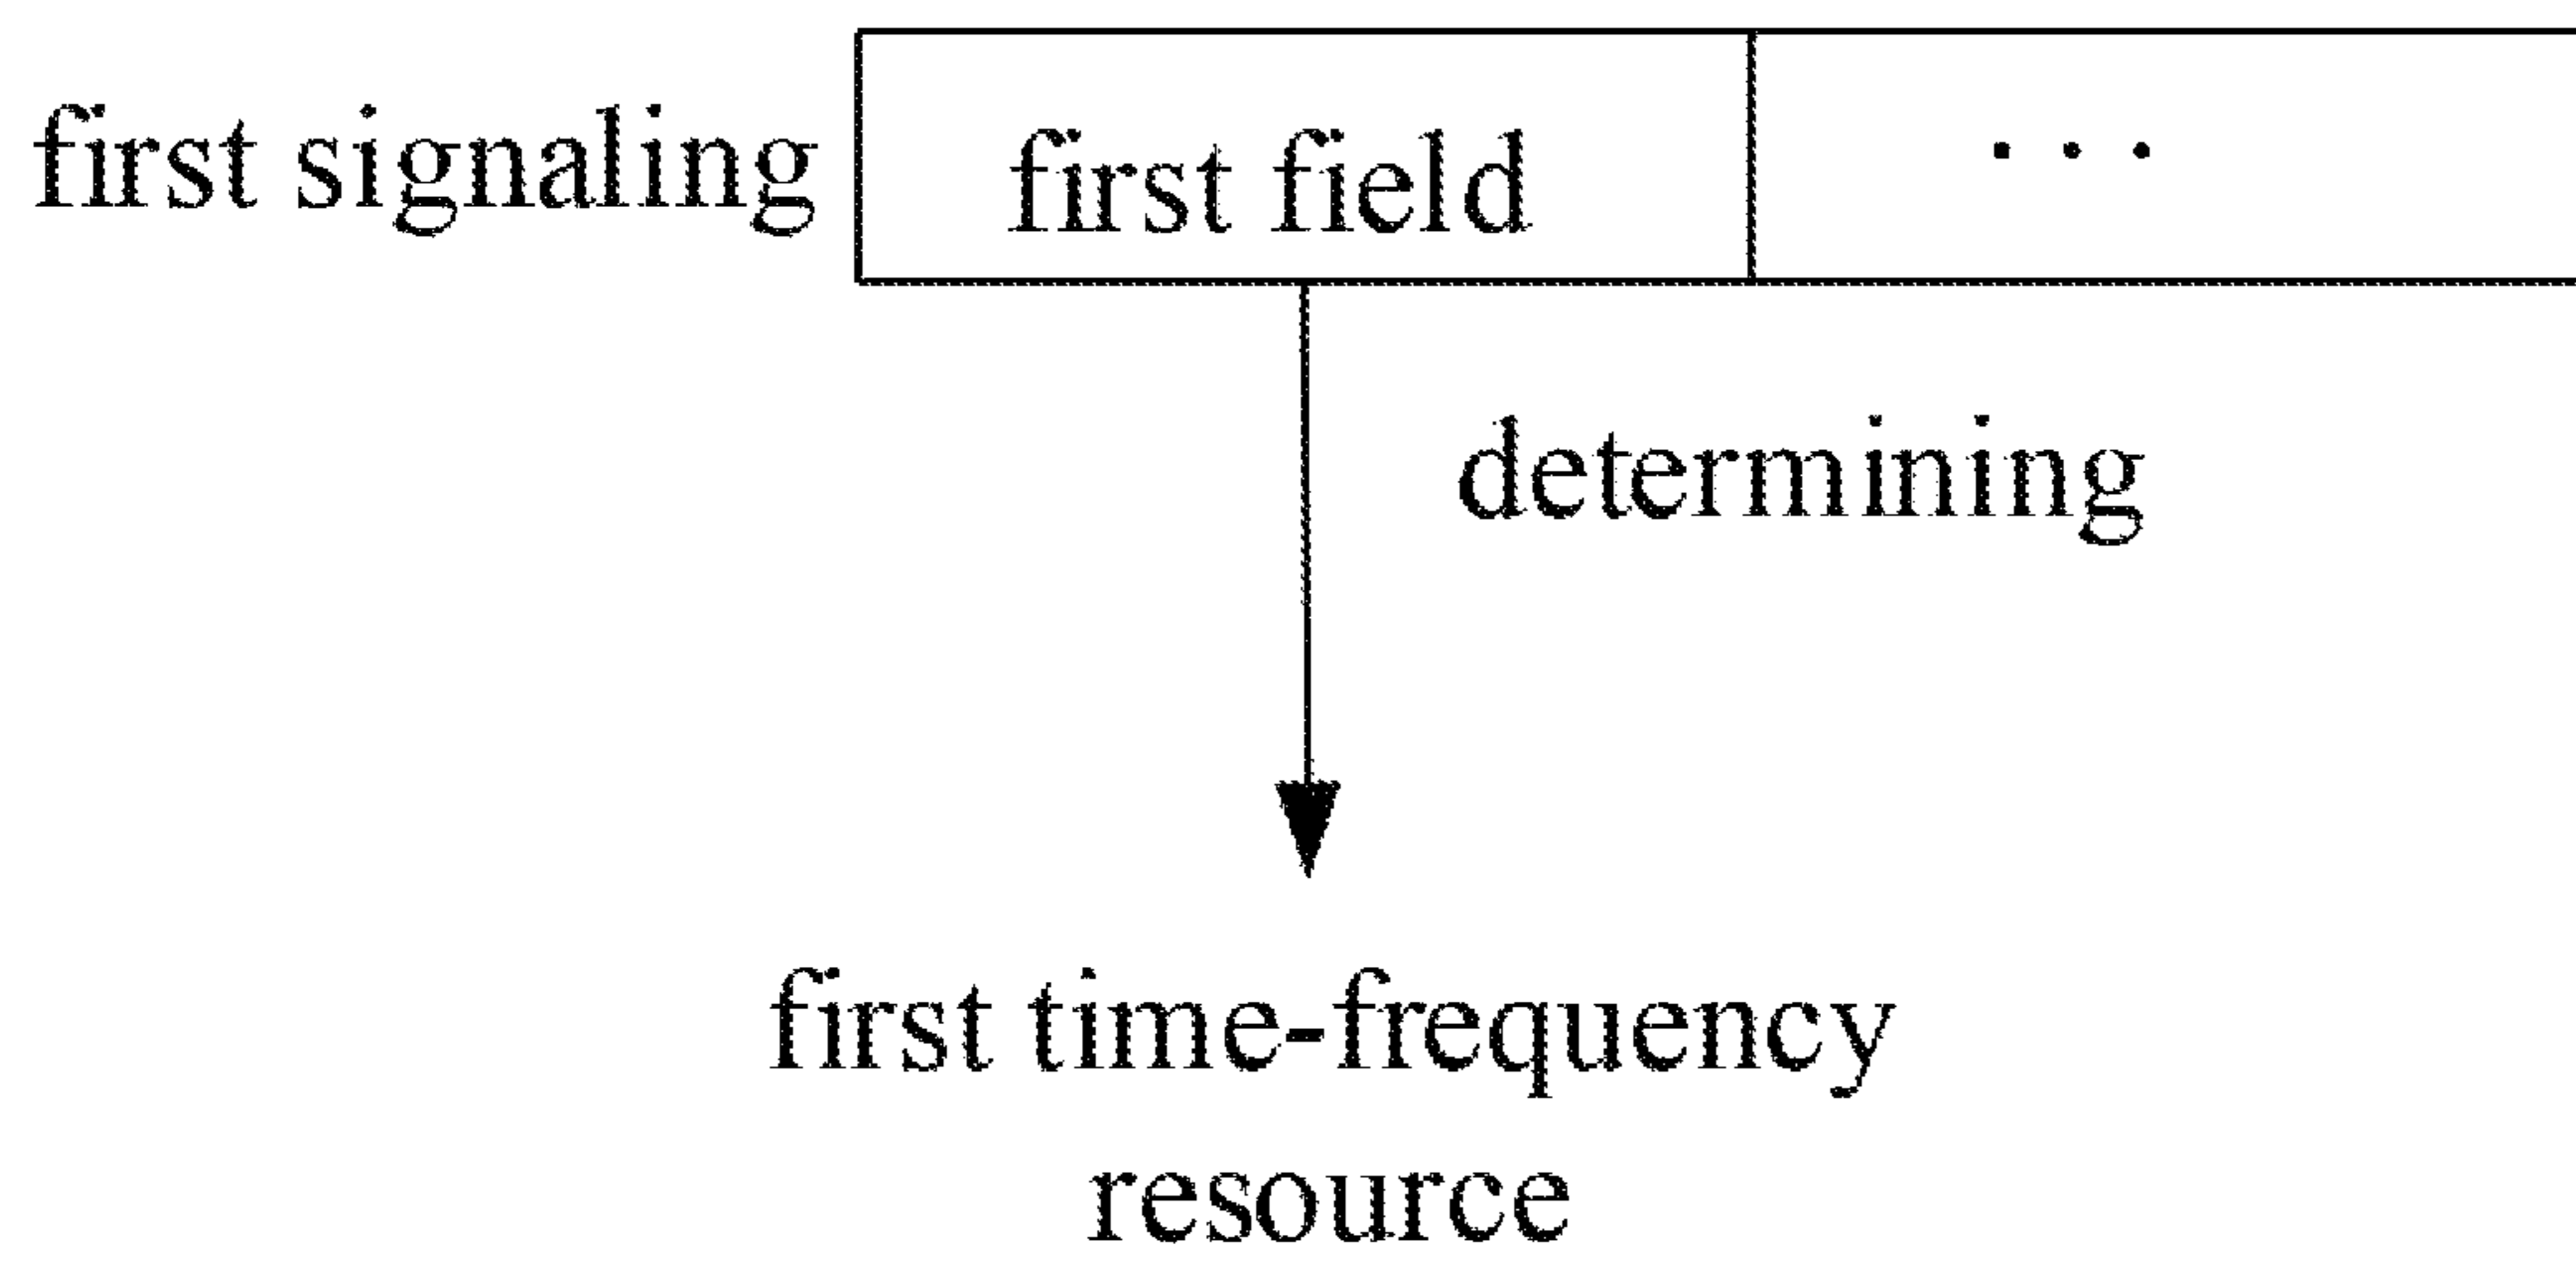 first signaling
first field
· · ·
determining
first time-frequency
resource